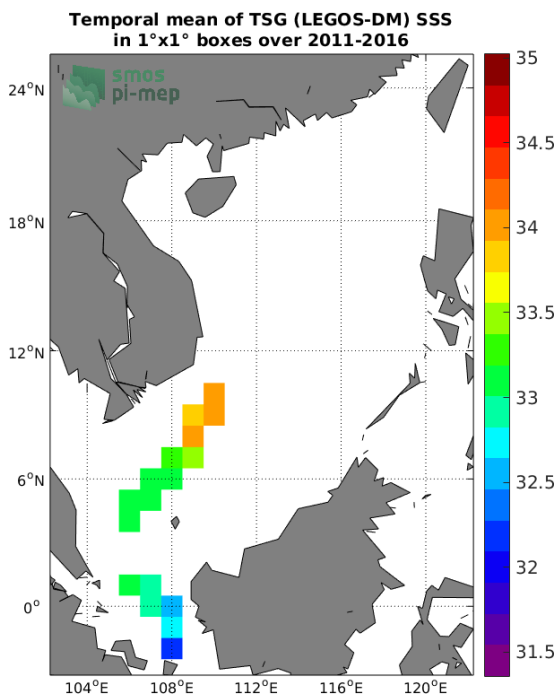 Temporal mean of TSG (LEGOS-DM) SSS
in 1°x1° boxes over 2011-2016
smos
pi-mep
24°N
18°N
12°N
6°N
0°
104°E
108°E
112°E
116°E
120°E
35
34.5
34
33.5
33
32.5
32
31.5